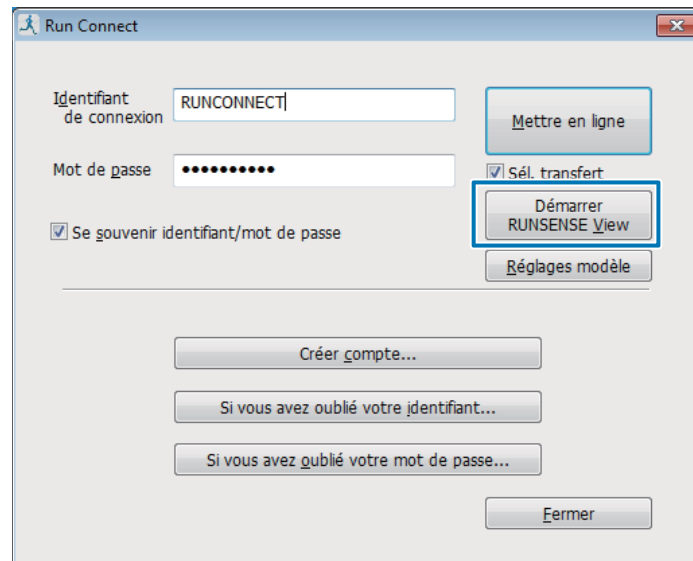 Run Connect
Identifiant
de connexion
RUNCONNECT
Mettre en ligne
Mot de passe
••••••••••
Sél. transfert
Démarrer
RUNSENSE View
Se souvenir identifiant/mot de passe
Réglages modèle
Créer compte...
Si vous avez oublié votre identifiant...
Si vous avez oublié votre mot de passe...
Fermer